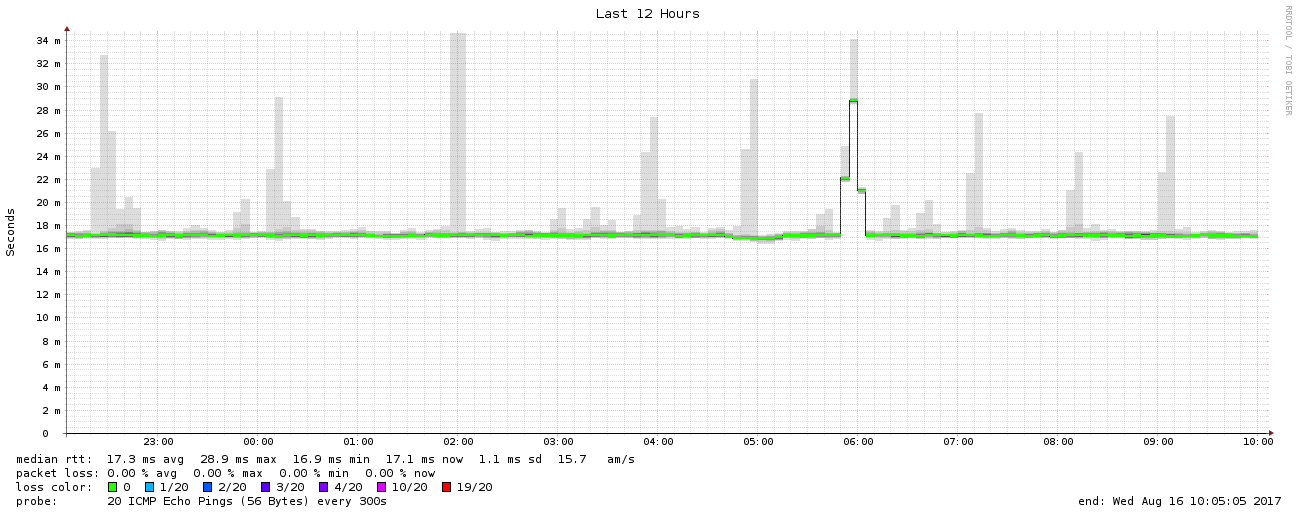 Last 12 Hours
RRDTOOL / TOBI OETIKER
Seconds
34 m
32 m
30 m
28 m
26 m
24 m
22 m
20 m
18 m
16 m
14 m
12 m
10 m
8 m
6 m
4 m
2 m
0
23:00 00:00 01:00 02:00 03:00 04:00 05:00 06:00 07:00 08:00 09:00 10:00
median rtt: 17.3 ms avg 28.9 ms max 16.9 ms min 17.1 ms now 1.1 ms sd 15.7 am/s
packet loss: 0.00 % avg 0.00 % max 0.00 % min 0.00 % now
loss color: 0 1/20 2/20 3/20 4/20 10/20 19/20
probe: 20 ICMP Echo Pings (56 Bytes) every 300s end: Wed Aug 16 10:05:05 2017